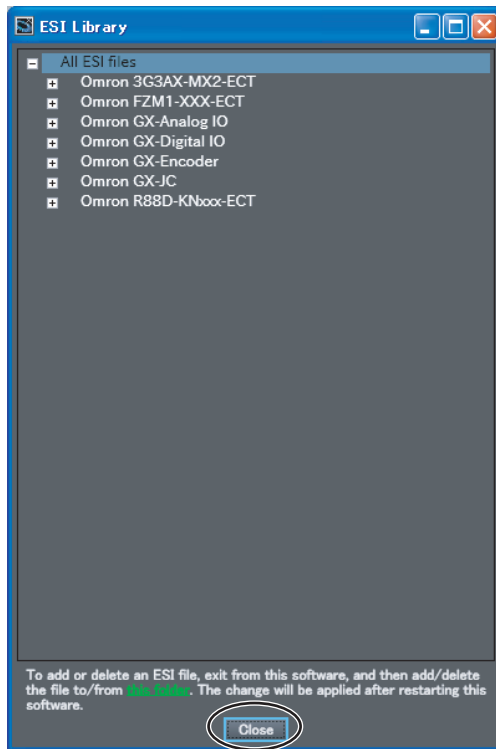 ESI Library
All ESI files
Omron 3G3AX-MX2-ECT
Omron FZM1-XXX-ECT
Omron GX-Analog IO
Omron GX-Digital IO
Omron GX-Encoder
Omron GX-JC
Omron R88D-KNxxx-ECT
To add or delete an ESI file, exit from this software, and then add/delete
the file to/from this folder. The change will be applied after restarting this
software.
Close